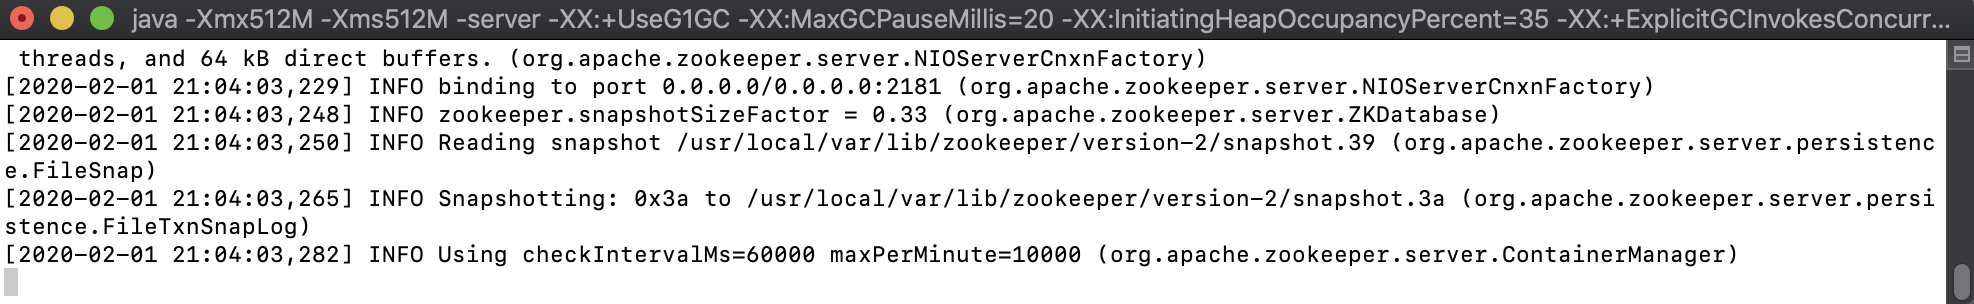 java -Xmx512M -Xms512M -server -XX:+UseG1GC -XX:MaxGCPauseMillis=20 -XX:InitiatingHeapOccupancyPercent=35 -XX:+ExplicitGCInvokesConcurr...
threads, and 64 kB direct buffers. (org.apache.zookeeper.server.NIOServerCnxnFactory)
[2020-02-01 21:04:03,229] INFO binding to port 0.0.0.0/0.0.0.0:2181 (org.apache.zookeeper.server.NIOServerCnxnFactory)
[2020-02-01 21:04:03,248] INFO zookeeper.snapshotSizeFactor = 0.33 (org.apache.zookeeper.server.ZKDatabase)
[2020-02-01 21:04:03,250] INFO Reading snapshot /usr/local/var/lib/zookeeper/version-2/snapshot.39 (org.apache.zookeeper.server.persistenc
e.FileSnap)
[2020-02-01 21:04:03,265] INFO Snapshotting: 0x3a to /usr/local/var/lib/zookeeper/version-2/snapshot.3a (org.apache.zookeeper.server.persi
stence.FileTxnSnapLog)
[2020-02-01 21:04:03,282] INFO Using checkIntervalMs=60000 maxPerMinute=10000 (org.apache.zookeeper.server.ContainerManager)